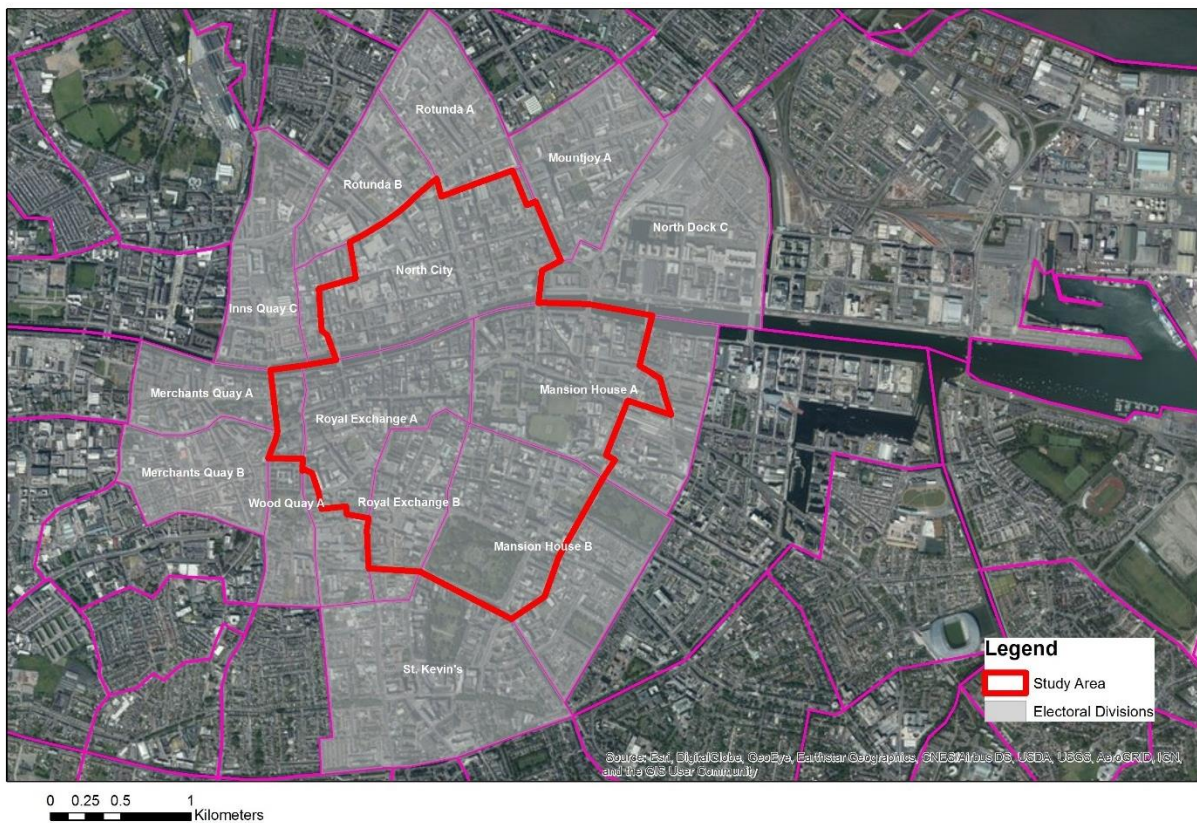 Rotunda A
Mountjoy A
Rotunda B
North Dock C
North City
Inns Quay C
Merchants Quay A
Mansion House A
Royal Exchange A
Merchants Quay B
Wood Quay A
Royal Exchange B
Mansion House B
St. Kevin's
Legend
Study Area
Electoral Divisions
Source: Esri, DigitalGlobe, GeoEye, Earthstar Geographics, CNES/Airbus DS, USDA, USGS, AeroGRID, IGN,
and the GIS User Community
0 0.25 0.5 1
Kilometers